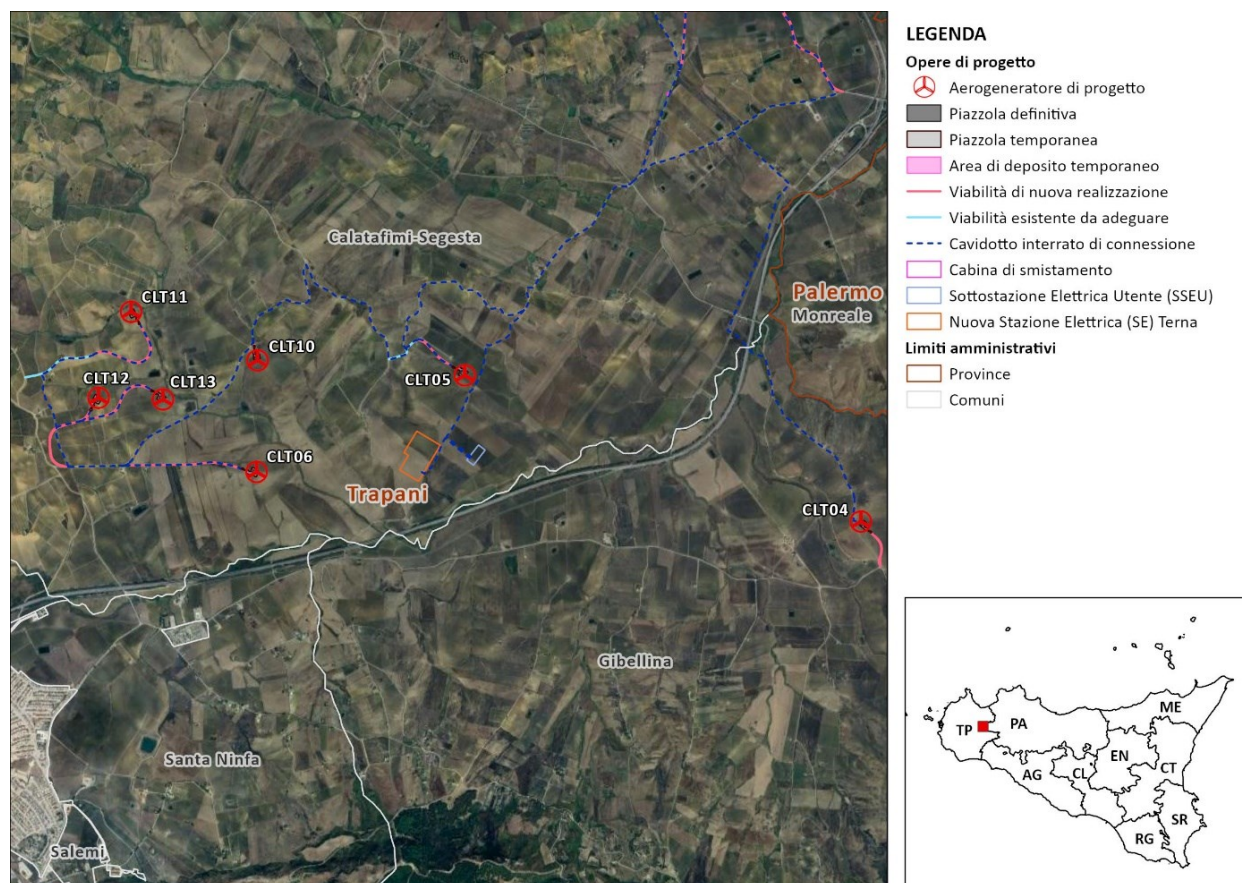 Calatafimi-Segesta
Palermo
Monreale
CLT11
CLT10
CLT12
CLT13
CLT05
CLT06
Trapani
CLT04
Gibellina
Santa Ninfa
Salemi
LEGENDA
Opere di progetto
Aerogeneratore di progetto
Piazzola definitiva
Piazzola temporanea
Area di deposito temporaneo
Viabilità di nuova realizzazione
Viabilità esistente da adeguare
Cavidotto interrato di connessione
Cabina di smistamento
Sottostazione Elettrica Utente (SSEU)
Nuova Stazione Elettrica (SE) Terna
Limiti amministrativi
Province
Comuni
ME
TP
PA
EN
CT
AG
CL
SR
RG